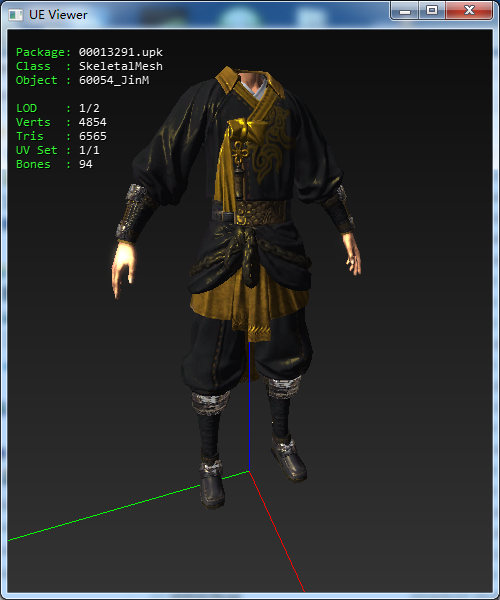 UE Viewer
Package: 00013291.upk
Class : SkeletalMesh
Object : 60054_JinM
LOD : 1/2
Verts : 4854
Tris : 6565
UV Set : 1/1
Bones : 94